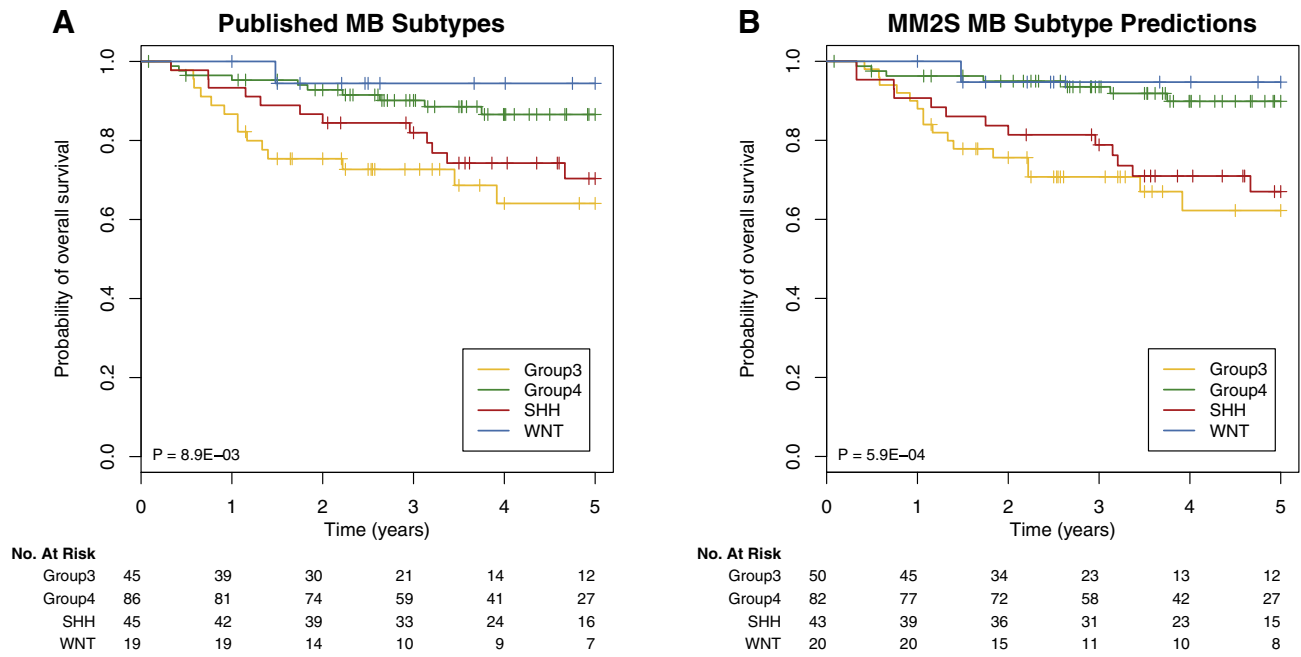 A
Published MB Subtypes
Probability of overall survival
1.0
0.8
0.6
0.4
0.2
0.0
Group3
Group4
SHH
WNT
P = 8.9E−03
0 1 2 3 4 5
Time (years)
No. At Risk
Group3 45 39 30 21 14 12
Group4 86 81 74 59 41 27
SHH 45 42 39 33 24 16
WNT 19 19 14 10 9 7
B
MM2S MB Subtype Predictions
Probability of overall survival
1.0
0.8
0.6
0.4
0.2
0.0
Group3
Group4
SHH
WNT
P = 5.9E−04
0 1 2 3 4 5
Time (years)
No. At Risk
Group3 50 45 34 23 13 12
Group4 82 77 72 58 42 27
SHH 43 39 36 31 23 15
WNT 20 20 15 11 10 8